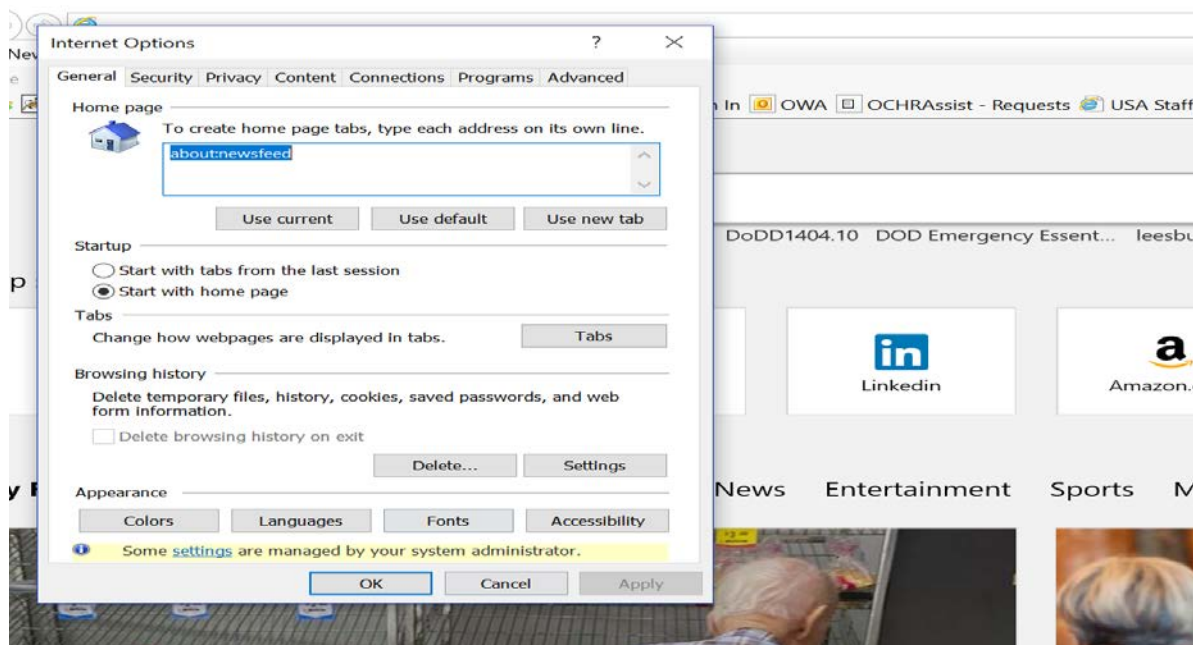 Internet Options
?
General Security Privacy Content Connections Programs Advanced
Home page
To create home page tabs, type each address on its own line.
about:newsfeed
Use current Use default Use new tab
Startup
Start with tabs from the last session
Start with home page
Tabs
Change how webpages are displayed in tabs.
Tabs
Browsing history
Delete temporary files, history, cookies, saved passwords, and web
form information.
Delete browsing history on exit
Delete... Settings
Appearance
Colors Languages Fonts Accessibility
Some settings are managed by your system administrator.
OK Cancel Apply
In OWA OCHRAssist - Requests USA Staff
DoDD1404.10 DOD Emergency Essent... leesbu
in
Linkedin
a
Amazon.
News Entertainment Sports M